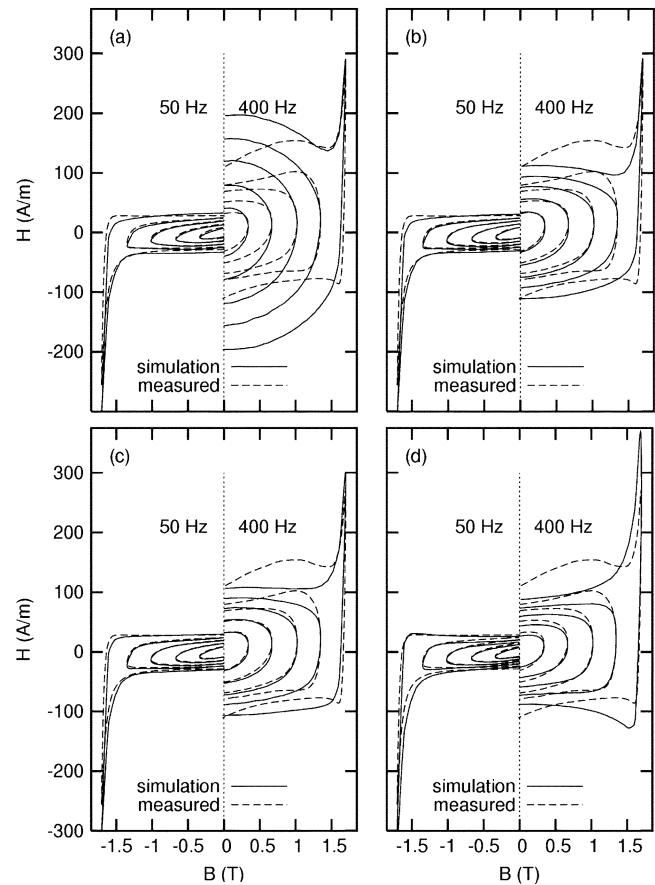 (a)
(b)
300
200
100
0
-100
-200
H (A/m)
50 Hz 400 Hz
50 Hz 400 Hz
simulation
measured
simulation
measured
(c)
(d)
300
200
100
0
-100
-200
-300
H (A/m)
50 Hz 400 Hz
50 Hz 400 Hz
simulation
measured
simulation
measured
-1.5 -1 -0.5 0 0.5 1 1.5
-1.5 -1 -0.5 0 0.5 1 1.5
B (T)
B (T)